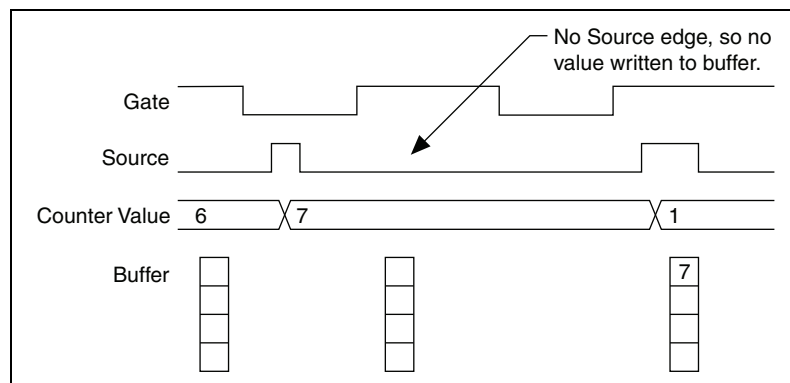 No Source edge, so no
value written to buffer.
Gate
Source
Counter Value 6 7 1
Buffer 7